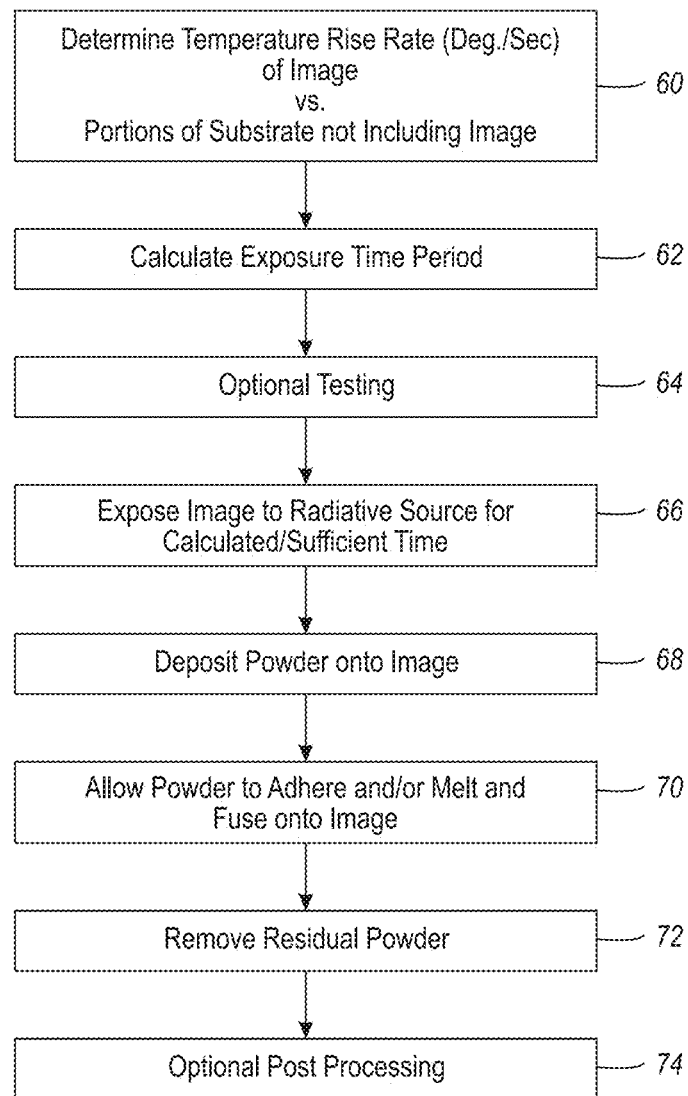 Determine Temperature Rise Rate (Deg./Sec)
of Image
vs.
Portions of Substrate not Including Image
60
Calculate Exposure Time Period
62
Optional Testing
64
Expose Image to Radiative Source for
Calculated/Sufficient Time
66
Deposit Powder onto Image
68
Allow Powder to Adhere and/or Melt and
Fuse onto Image
70
Remove Residual Powder
72
Optional Post Processing
74